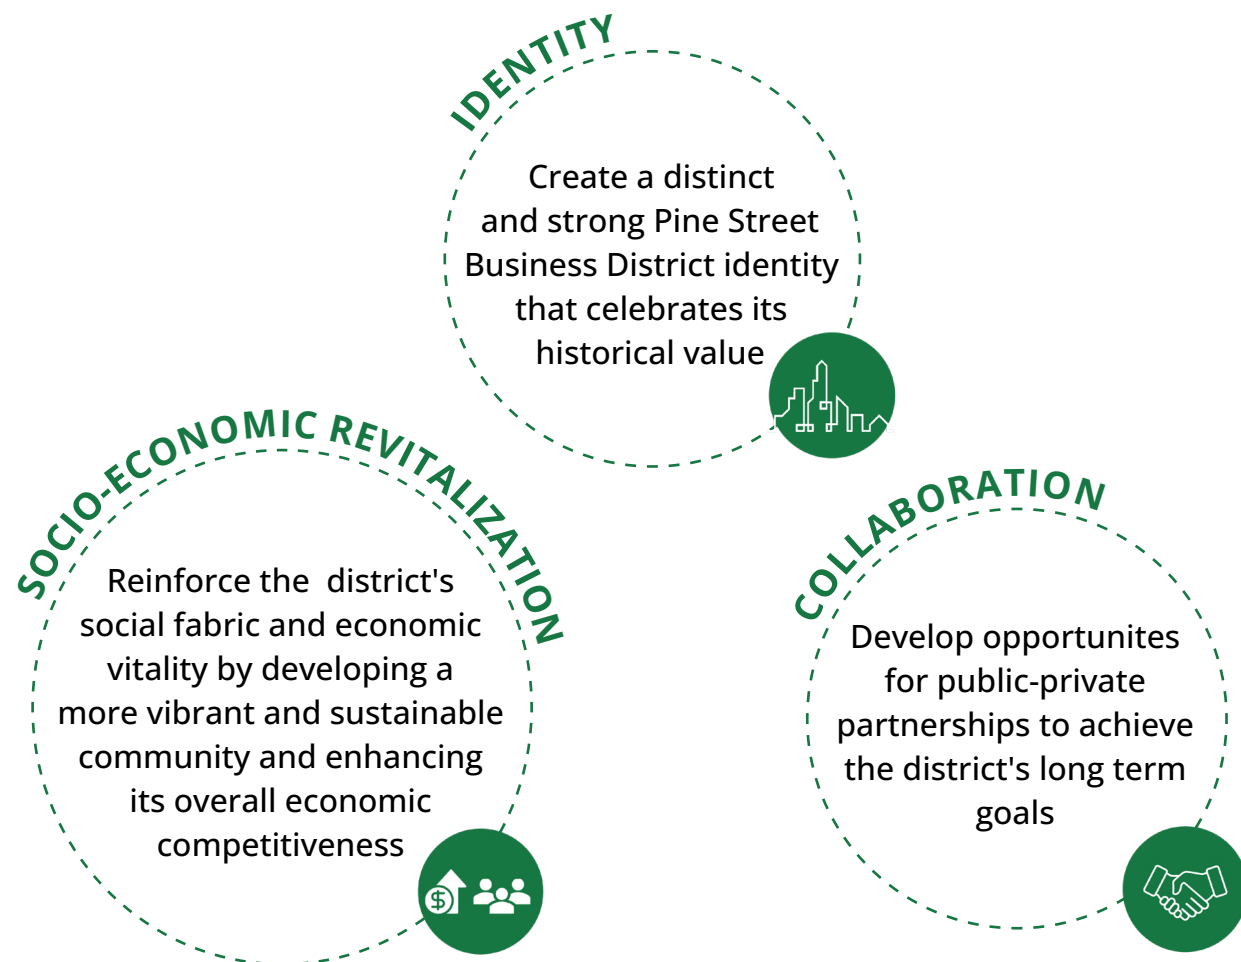 IDENTITY
Create a distinct
and strong Pine Street
Business District identity
that celebrates its
historical value
SOCIO-ECONOMIC REVITALIZATION
Reinforce the  district's
social fabric and economic
vitality by developing a
more vibrant and sustainable
community and enhancing
its overall economic
competitiveness
$
COLLABORATION
Develop opportunites
for public-private
partnerships to achieve
the district's long term
goals